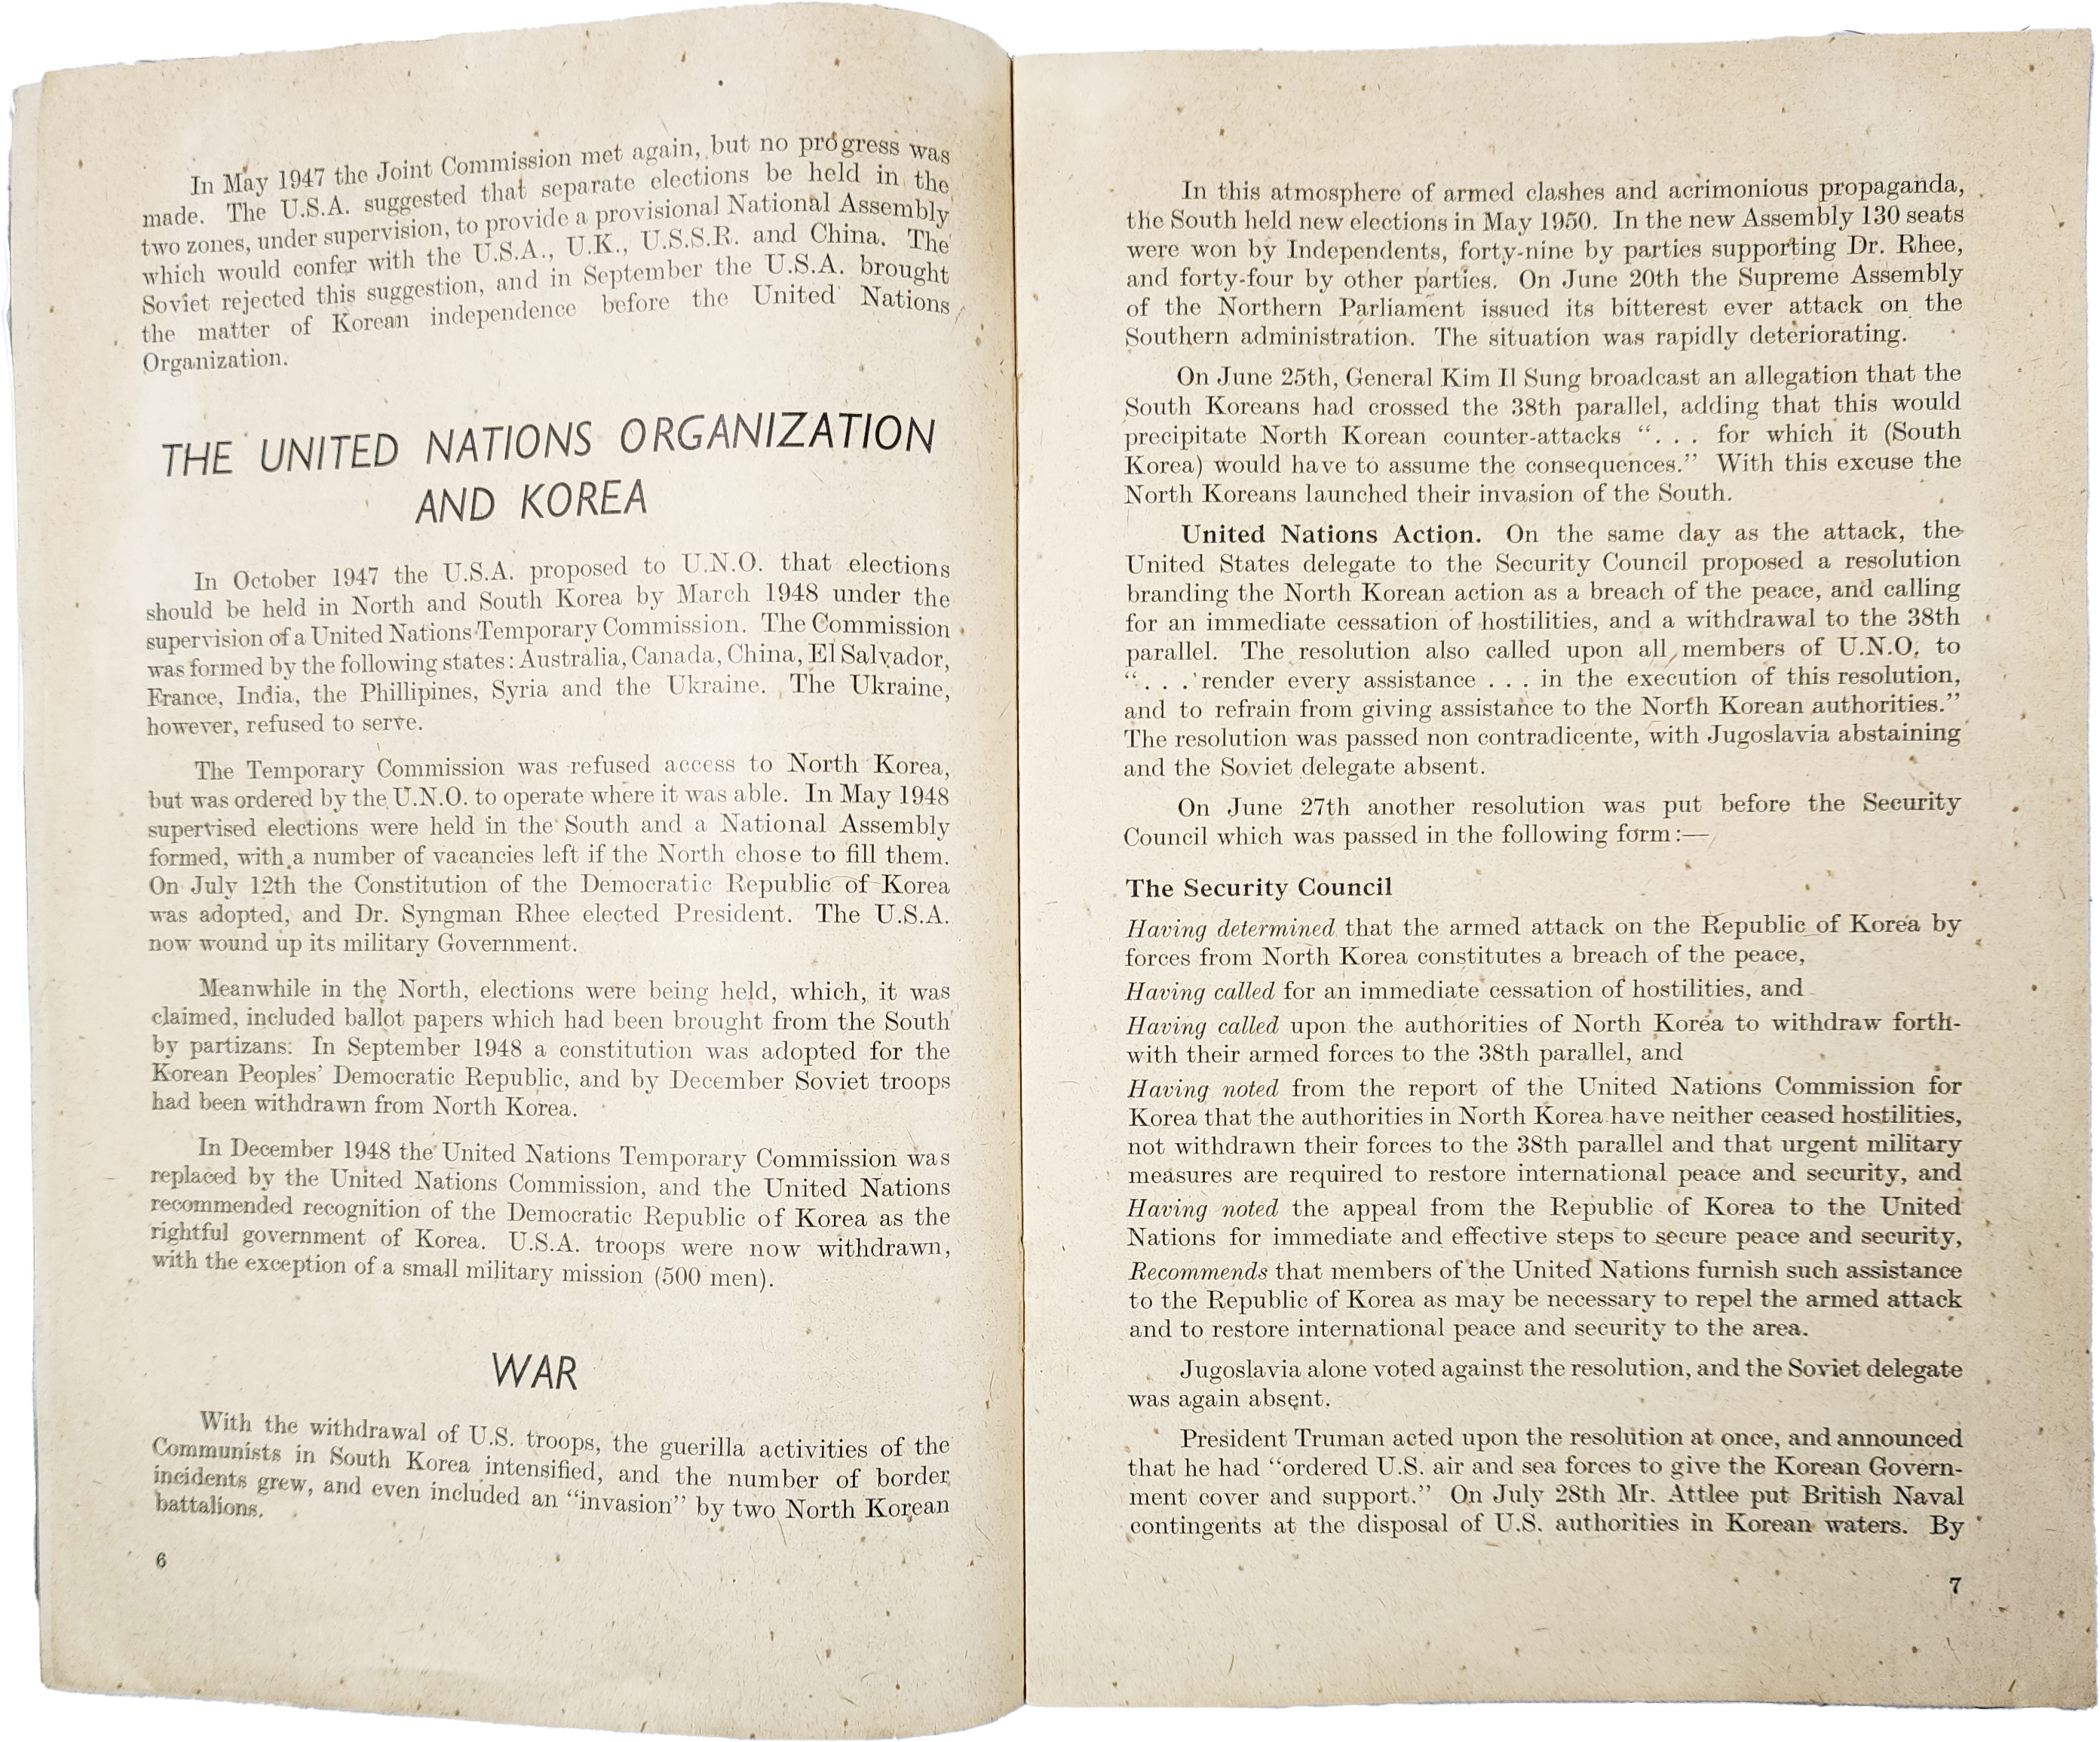 In May 1947 the Joint Commission met again, but no progress was
made. The U.S.A. suggested that separate elections be held in the
two zones, under supervision, to provide a provisional National Assembly
which would confer with the U.S.A., U.K., U.S.S.R. and China. The
Soviet rejected this suggestion, and in September the U.S.A. brought
the matter of Korean independence before the United Nations
Organization.
THE UNITED NATIONS ORGANIZATION
AND KOREA
In October 1947 the U.S.A. proposed to U.N.O. that elections
should be held in North and South Korea by March 1948 under the
supervision of a United Nations Temporary Commission. The Commission
was formed by the following states: Australia, Canada, China, El Salvador,
France, India, the Phillipines, Syria and the Ukraine. The Ukraine,
however, refused to serve.
The Temporary Commission was refused access to North Korea,
but was ordered by the U.N.O. to operate where it was able. In May 1948
supervised elections were held in the South and a National Assembly
formed, with a number of vacancies left if the North chose to fill them.
On July 12th the Constitution of the Democratic Republic of Korea
was adopted, and Dr. Syngman Rhee elected President. The U.S.A.
now wound up its military Government.
Meanwhile in the North, elections were being held, which, it was
claimed, included ballot papers which had been brought from the South
by partizans. In September 1948 a constitution was adopted for the
Korean Peoples' Democratic Republic, and by December Soviet troops
had been withdrawn from North Korea.
In December 1948 the United Nations Temporary Commission was
replaced by the United Nations Commission, and the United Nations
recommended recognition of the Democratic Republic of Korea as the
rightful government of Korea. U.S.A. troops were now withdrawn,
with the exception of a small military mission (500 men).
WAR
With the withdrawal of U.S. troops, the guerilla activities of the
Communists in South Korea intensified, and the number of border
incidents grew, and even included an "invasion" by two North Korean
battalions.
6
In this atmosphere of armed clashes and acrimonious propaganda,
the South held new elections in May 1950. In the new Assembly 130 seats
were won by Independents, forty-nine by parties supporting Dr. Rhee,
and forty-four by other parties. On June 20th the Supreme Assembly
of the Northern Parliament issued its bitterest ever attack on the
Southern administration. The situation was rapidly deteriorating.
On June 25th, General Kim Il Sung broadcast an allegation that the
South Koreans had crossed the 38th parallel, adding that this would
precipitate North Korean counter-attacks ". . . for which it (South
Korea) would have to assume the consequences." With this excuse the
North Koreans launched their invasion of the South.
United Nations Action. On the same day as the attack, the
United States delegate to the Security Council proposed a resolution
branding the North Korean action as a breach of the peace, and calling
for an immediate cessation of hostilities, and a withdrawal to the 38th
parallel. The resolution also called upon all members of U.N.O. to
". . . render every assistance . . . in the execution of this resolution,
and to refrain from giving assistance to the North Korean authorities."
The resolution was passed non contradicente, with Jugoslavia abstaining
and the Soviet delegate absent.
On June 27th another resolution was put before the Security
Council which was passed in the following form:—
The Security Council
Having determined that the armed attack on the Republic of Korea by
forces from North Korea constitutes a breach of the peace,
Having called for an immediate cessation of hostilities, and
Having called upon the authorities of North Korea to withdraw forth-
with their armed forces to the 38th parallel, and
Having noted from the report of the United Nations Commission for
Korea that the authorities in North Korea have neither ceased hostilities,
not withdrawn their forces to the 38th parallel and that urgent military
measures are required to restore international peace and security, and
Having noted the appeal from the Republic of Korea to the United
Nations for immediate and effective steps to secure peace and security,
Recommends that members of the United Nations furnish such assistance
to the Republic of Korea as may be necessary to repel the armed attack
and to restore international peace and security to the area.
Jugoslavia alone voted against the resolution, and the Soviet delegate
was again absent.
President Truman acted upon the resolution at once, and announced
that he had "ordered U.S. air and sea forces to give the Korean Govern-
ment cover and support." On July 28th Mr. Attlee put British Naval
contingents at the disposal of U.S. authorities in Korean waters. By
7